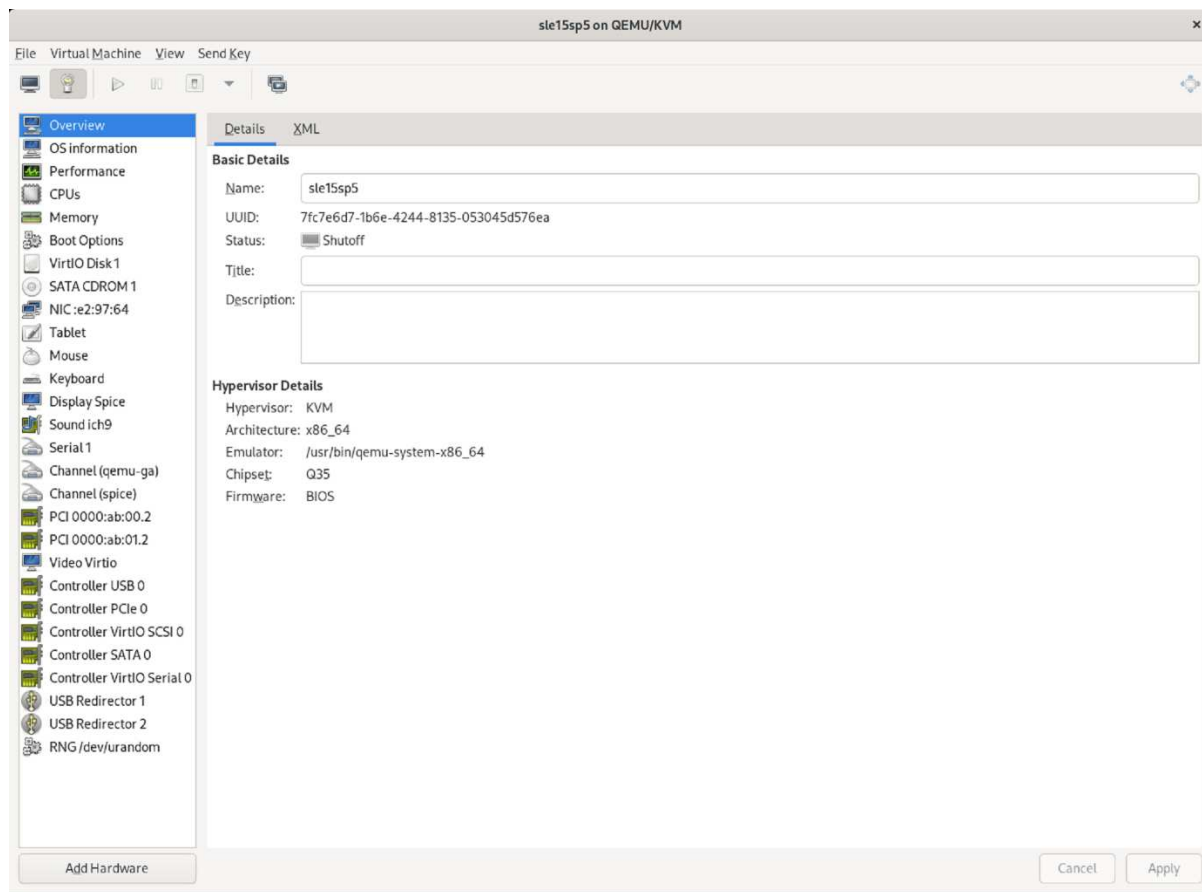 sle15sp5 on QEMU/KVM
×
File Virtual Machine View Send Key
Overview
OS information
Performance
CPUs
Memory
Boot Options
VirtIO Disk 1
SATA CDROM 1
NIC :e2:97:64
Tablet
Mouse
Keyboard
Display Spice
Sound ich9
Serial 1
Channel (qemu-ga)
Channel (spice)
PCI 0000:ab:00.2
PCI 0000:ab:01.2
Video Virtio
Controller USB 0
Controller PCIe 0
Controller VirtIO SCSI 0
Controller SATA 0
Controller VirtIO Serial 0
USB Redirector 1
USB Redirector 2
RNG /dev/urandom
Add Hardware
Details XML
Basic Details
Name: sle15sp5
UUID: 7fc7e6d7-1b6e-4244-8135-053045d576ea
Status: Shutoff
Title:
Description:
Hypervisor Details
Hypervisor: KVM
Architecture: x86_64
Emulator: /usr/bin/qemu-system-x86_64
Chipset: Q35
Firmware: BIOS
Cancel Apply